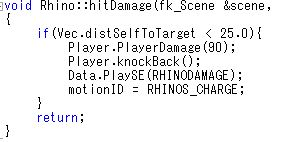 void Rhino::hitDamage(fk_Scene &scene,
{
if(Vec.distSelfToTarget < 25.0){
Player.PlayerDamage(90);
Player.knockBack();
Data.PlaySE(RHINODAMAGE);
motionID = RHINOS_CHARGE;
}
return;
}